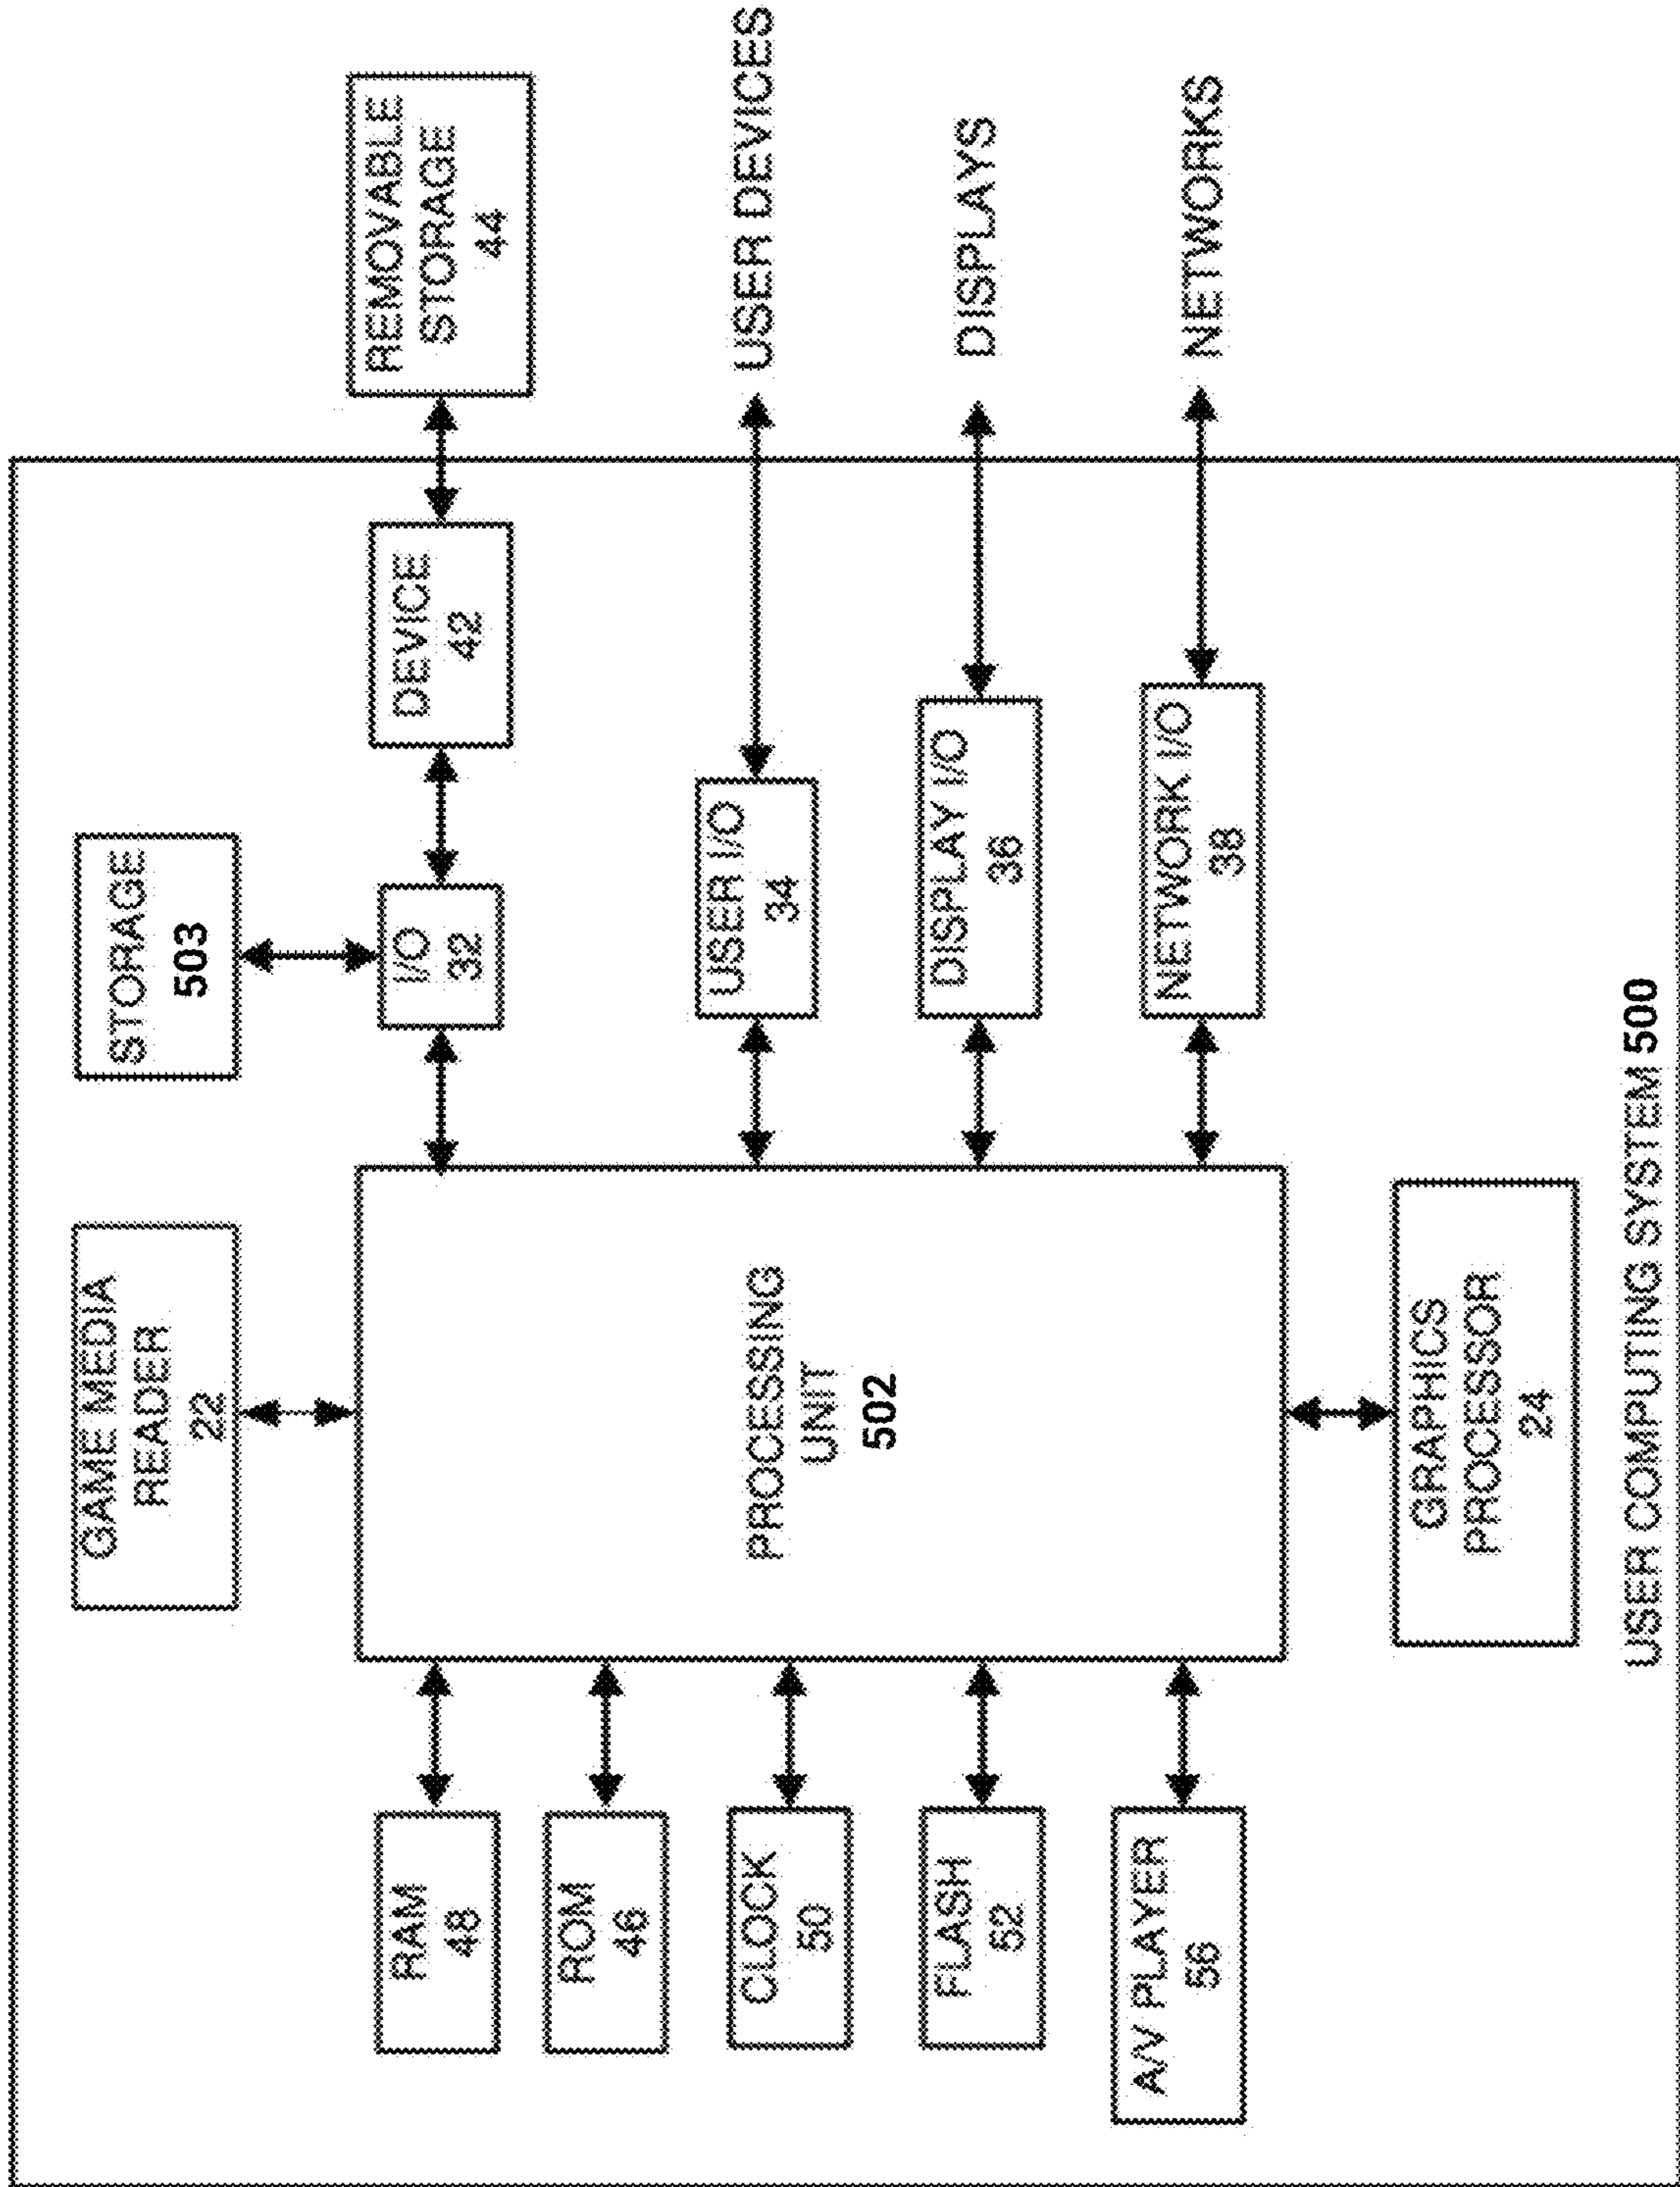 GAME MEDIA
READER
22
STORAGE
503
RAM
48
I/O
32
DEVICE
42
REMOVABLE
STORAGE
44
ROM
46
CLOCK
50
PROCESSING
UNIT
502
USER I/O
34
USER DEVICES
FLASH
52
DISPLAY I/O
36
DISPLAYS
A/V PLAYER
56
NETWORK I/O
38
NETWORKS
GRAPHICS
PROCESSOR
24
USER COMPUTING SYSTEM 500